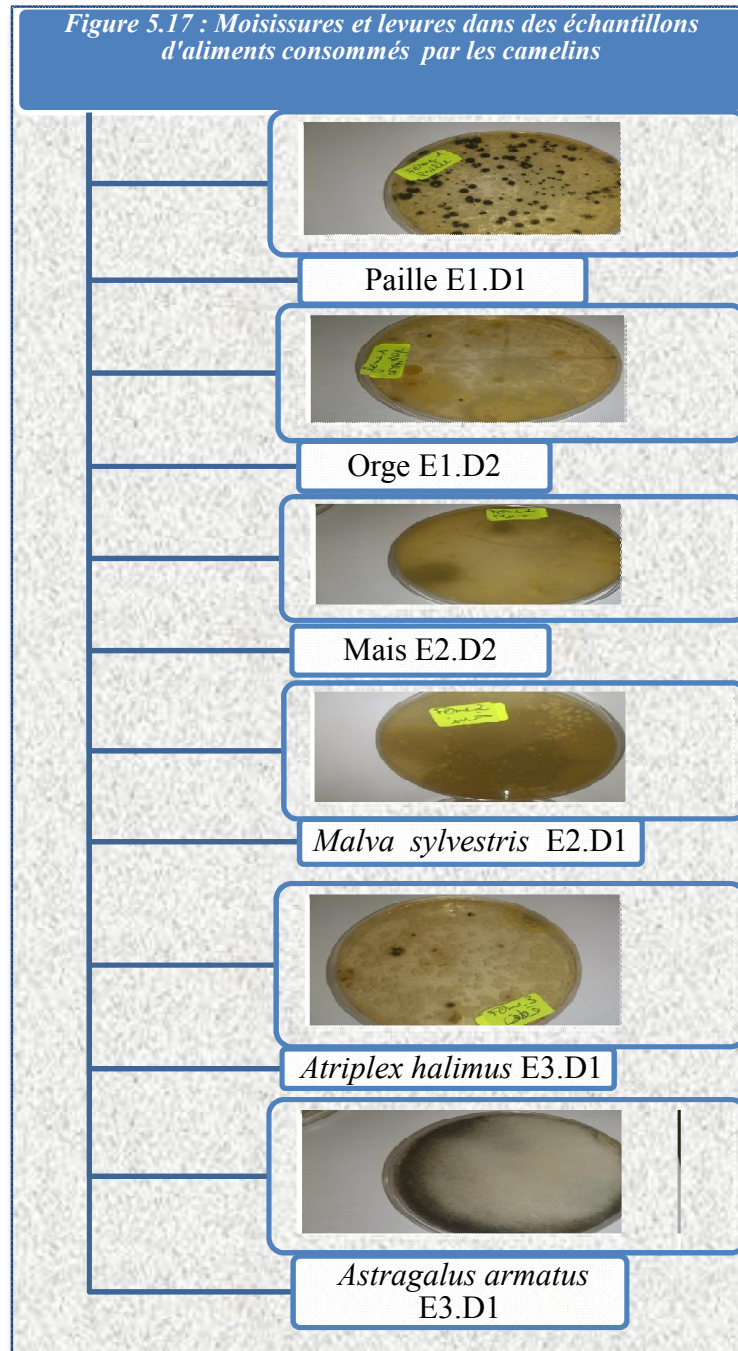 Figure 5.17 : Moisissures et levures dans des échantillons
d'aliments consommés par les camelins
Paille E1.D1
Orge E1.D2
Mais E2.D2
Malva sylvestris E2.D1
Atriplex halimus E3.D1
Astragalus armatus
E3.D1